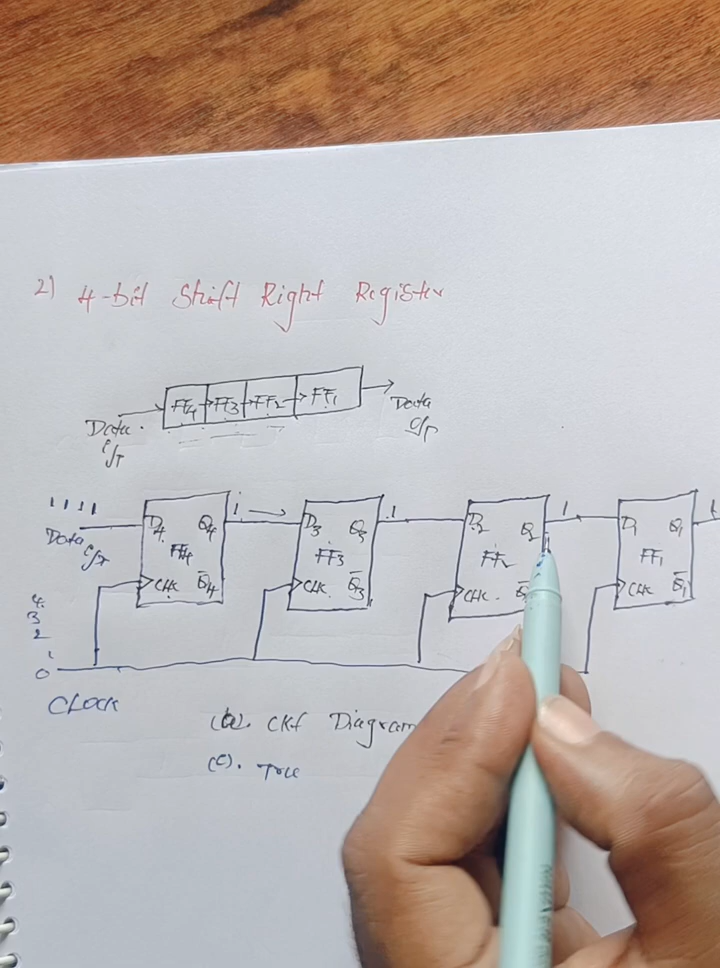 2) 4-bit Shift Right Register
FF4 FF3 FF2 FF1
Data I/P
Data O/P
1 1 1 1
Data I/P
D4 Q4 1 D3 Q3 1 D2 Q2 1 D1 Q1 1
FF4 FF3 FF2 FF1
CLK Q̅4 CLK Q̅3 CLK CLK Q̅1
4
3
2
1
0
CLOCK
(b). CKt Diagram
(c).